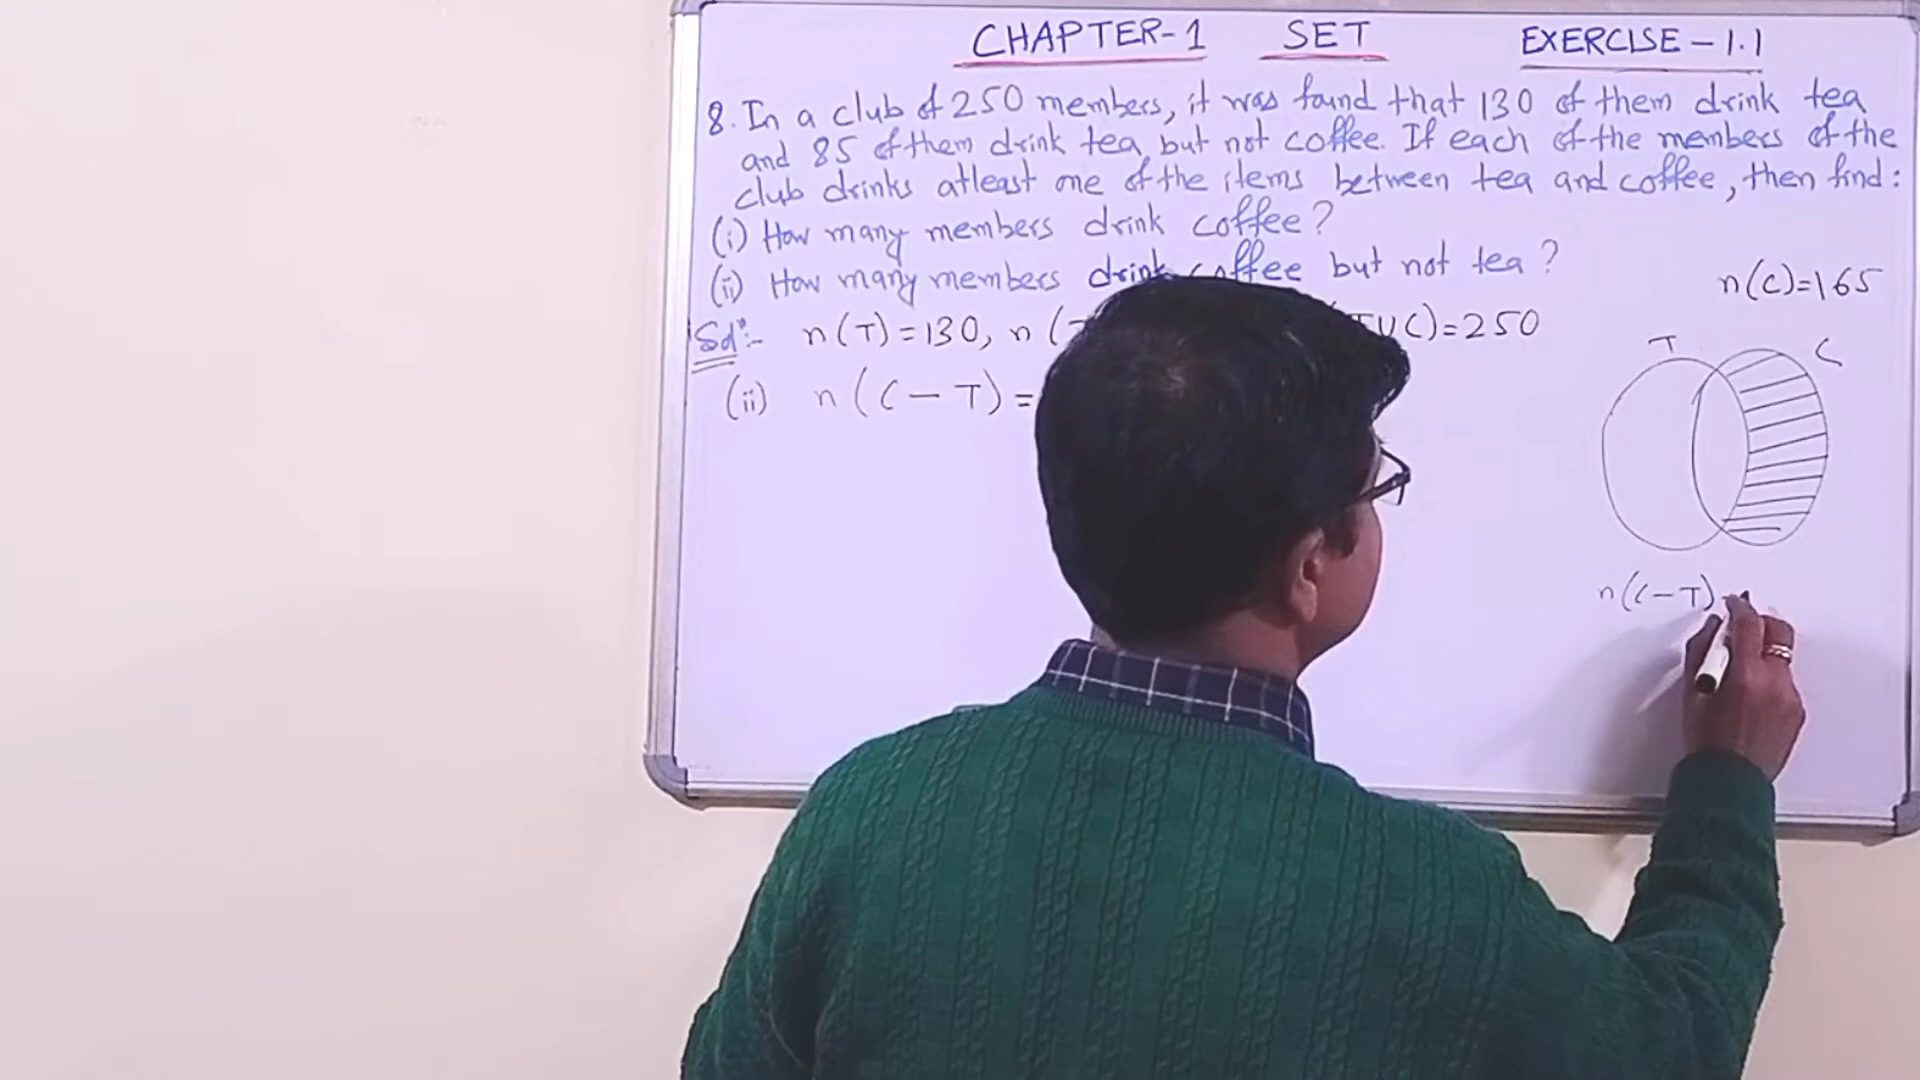 CHAPTER-1 SET EXERCISE-1.1
8. In a club of 250 members, it was found that 130 of them drink tea
and 85 of them drink tea but not coffee. If each of the members of the
club drinks atleast one of the items between tea and coffee, then find:
(i) How many members drink coffee?
(ii) How many members drink coffee but not tea?
n(C)=165
Solⁿ:- n(T)=130, n( TUC)=250
(ii) n(C-T)=
T C
n(C-T)